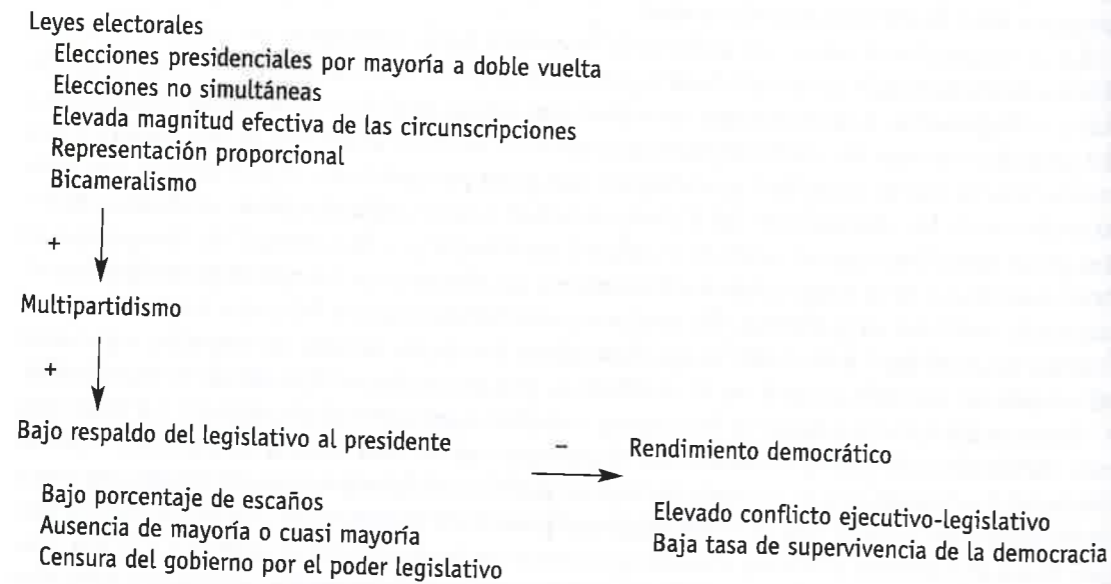 Leyes electorales
Elecciones presidenciales por mayoría a doble vuelta
Elecciones no simultáneas
Elevada magnitud efectiva de las circunscripciones
Representación proporcional
Bicameralismo
+
Multipartidismo
+
Bajo respaldo del legislativo al presidente
–
Rendimiento democrático
Bajo porcentaje de escaños
Ausencia de mayoría o cuasi mayoría
Censura del gobierno por el poder legislativo
Elevado conflicto ejecutivo-legislativo
Baja tasa de supervivencia de la democracia